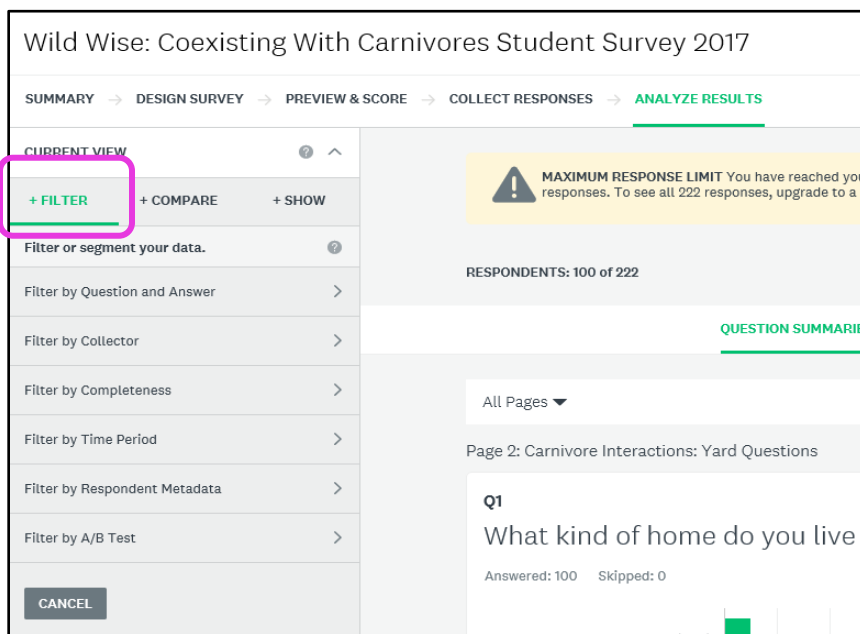 Wild Wise: Coexisting With Carnivores Student Survey 2017
SUMMARY → DESIGN SURVEY → PREVIEW & SCORE → COLLECT RESPONSES → ANALYZE RESULTS
CURRENT VIEW
+ FILTER + COMPARE + SHOW
Filter or segment your data.
Filter by Question and Answer
Filter by Collector
Filter by Completeness
Filter by Time Period
Filter by Respondent Metadata
Filter by A/B Test
CANCEL
MAXIMUM RESPONSE LIMIT You have reached you
responses. To see all 222 responses, upgrade to a
RESPONDENTS: 100 of 222
QUESTION SUMMARIE
All Pages
Page 2: Carnivore Interactions: Yard Questions
Q1
What kind of home do you live
Answered: 100 Skipped: 0